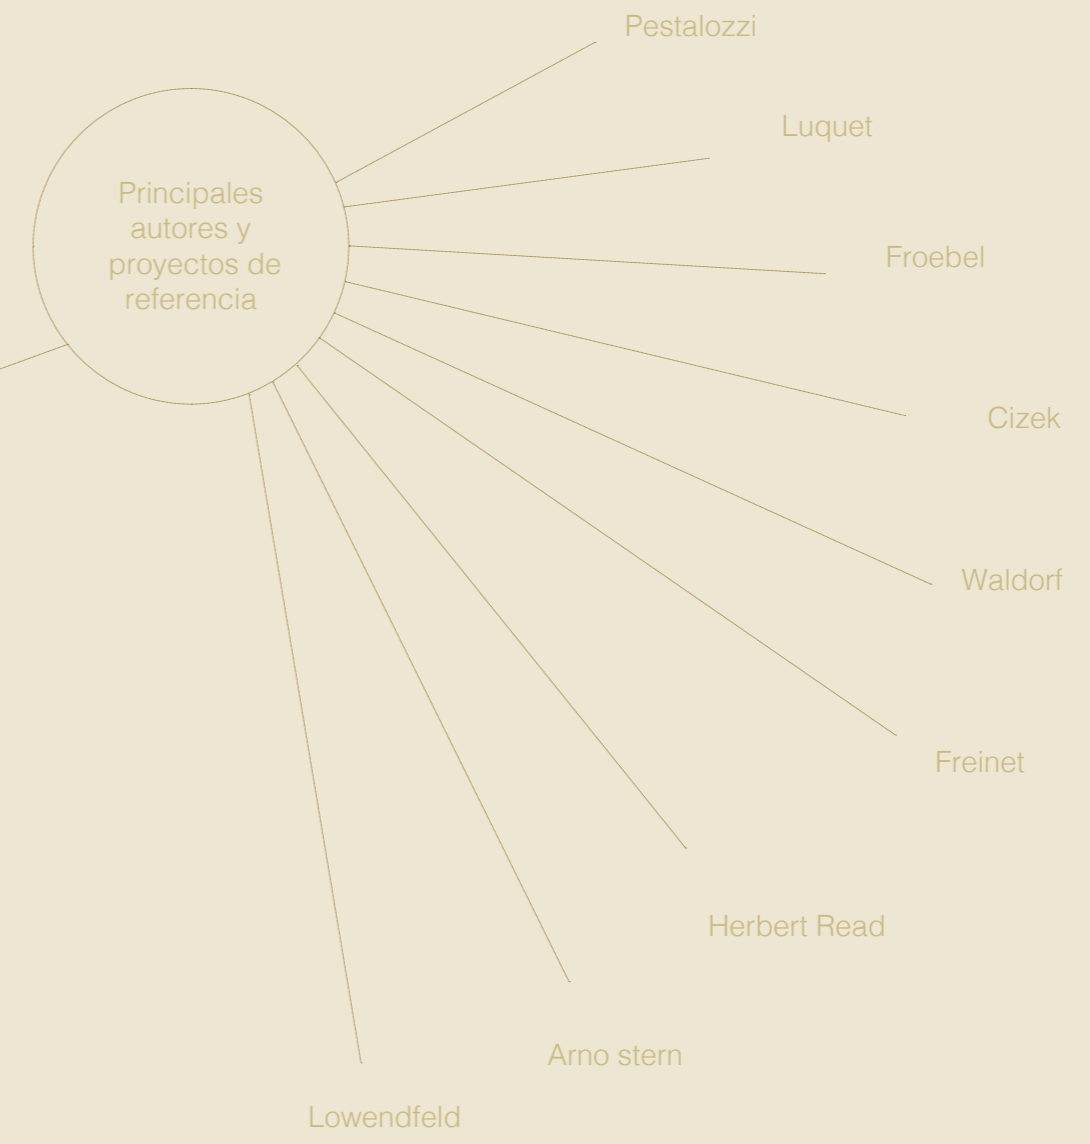 Principales
autores y
proyectos de
referencia
Pestalozzi
Luquet
Froebel
Cizek
Waldorf
Freinet
Herbert Read
Arno stern
Lowendfeld